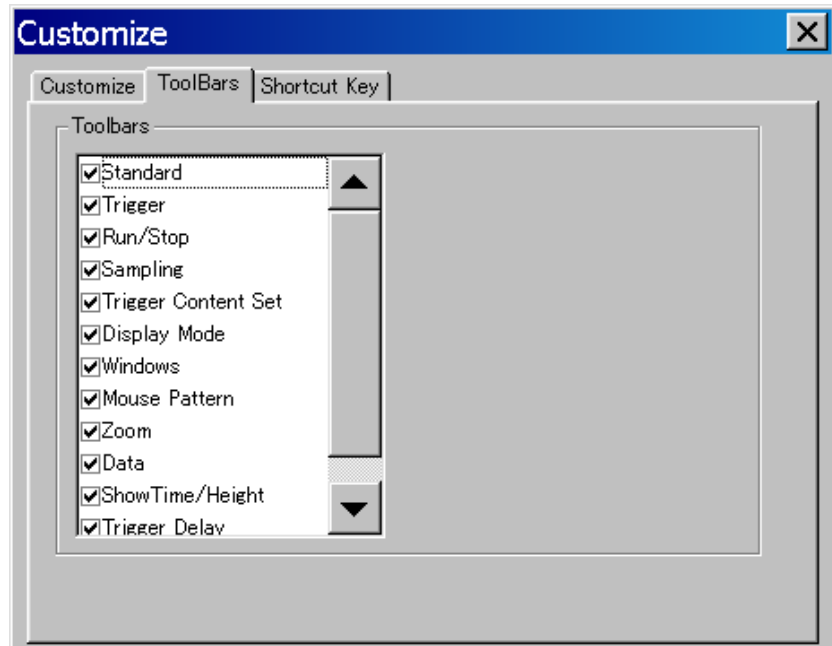 Customize
Customize ToolBars Shortcut Key
Toolbars
Standard
Trigger
Run/Stop
Sampling
Trigger Content Set
Display Mode
Windows
Mouse Pattern
Zoom
Data
ShowTime/Height
Trigger Delay